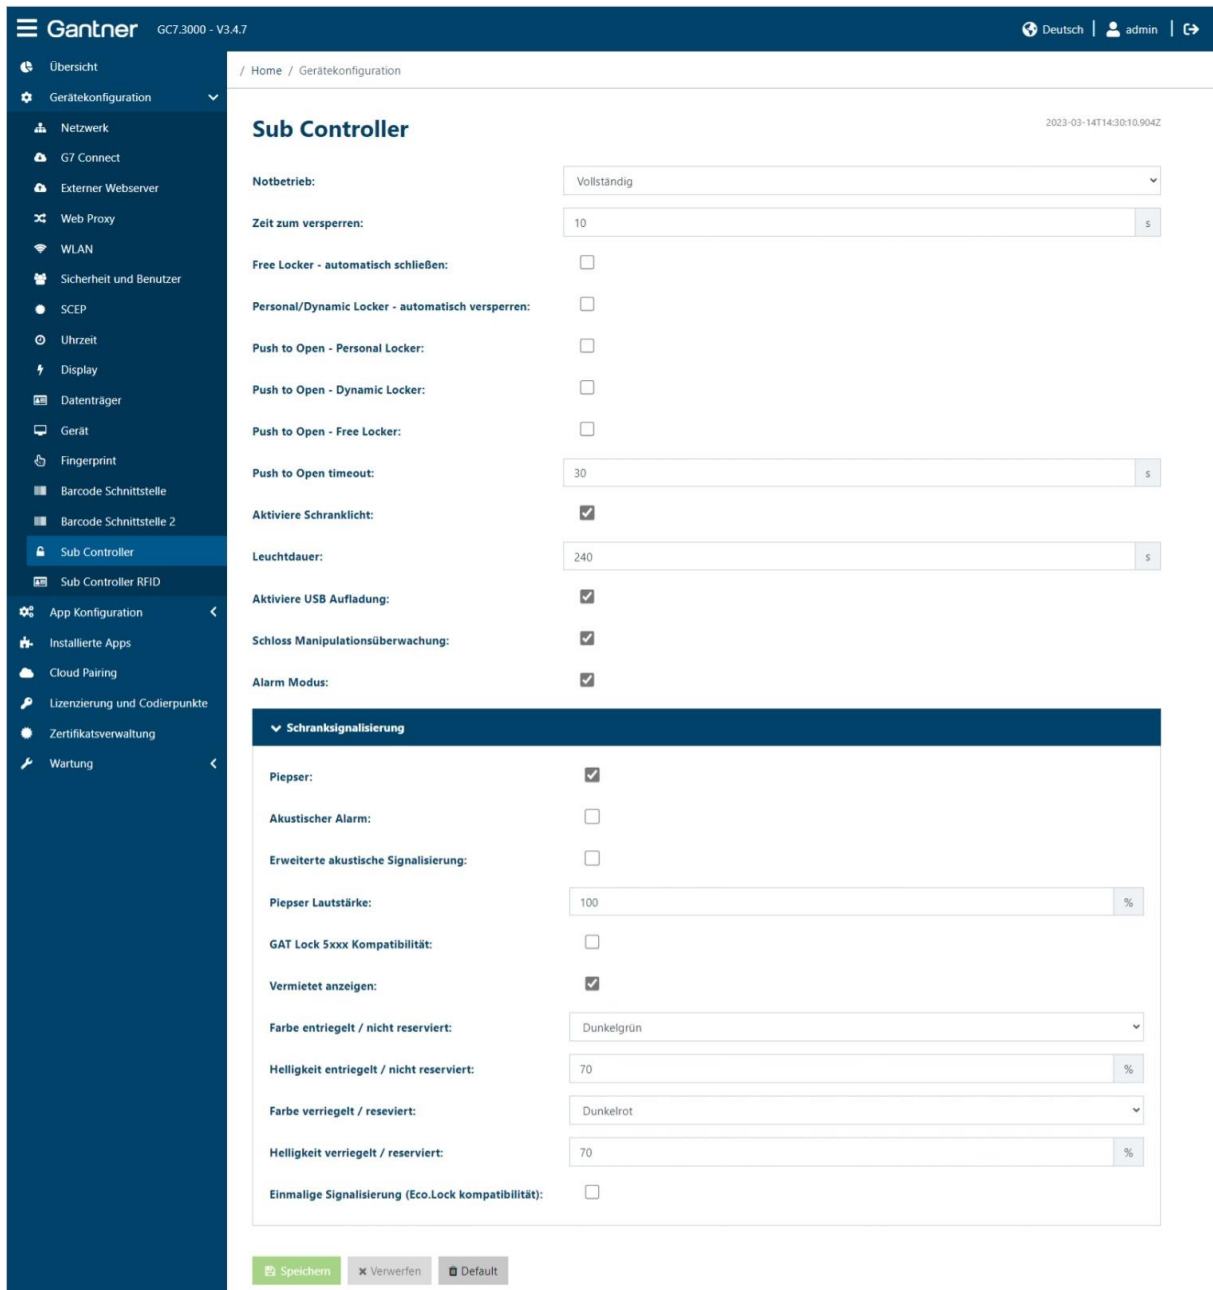 Gantner GC7.3000 - V3.4.7
Deutsch | admin |
Übersicht
Gerätekonfiguration
Netzwerk
G7 Connect
Externer Webserver
Web Proxy
WLAN
Sicherheit und Benutzer
SCEP
Uhrzeit
Display
Datenträger
Gerät
Fingerprint
Barcode Schnittstelle
Barcode Schnittstelle 2
Sub Controller
Sub Controller RFID
App Konfiguration
Installierte Apps
Cloud Pairing
Lizenzierung und Codierpunkte
Zertifikatsverwaltung
Wartung
/ Home / Gerätekonfiguration
Sub Controller
2023-03-14T14:30:10.904Z
Notbetrieb: Vollständig
Zeit zum versperren: 10 s
Free Locker - automatisch schließen:
Personal/Dynamic Locker - automatisch versperren:
Push to Open - Personal Locker:
Push to Open - Dynamic Locker:
Push to Open - Free Locker:
Push to Open timeout: 30 s
Aktiviere Schranklicht:
Leuchtdauer: 240 s
Aktiviere USB Aufladung:
Schloss Manipulationsüberwachung:
Alarm Modus:
Schranksignalisierung
Piepser:
Akustischer Alarm:
Erweiterte akustische Signalisierung:
Piepser Lautstärke: 100 %
GAT Lock 5xxx Kompatibilität:
Vermietet anzeigen:
Farbe entriegelt / nicht reserviert: Dunkelgrün
Helligkeit entriegelt / nicht reserviert: 70 %
Farbe verriegelt / reseviert: Dunkelrot
Helligkeit verriegelt / reserviert: 70 %
Einmalige Signalisierung (Eco.Lock kompatibilität):
Speichern Verwerfen Default